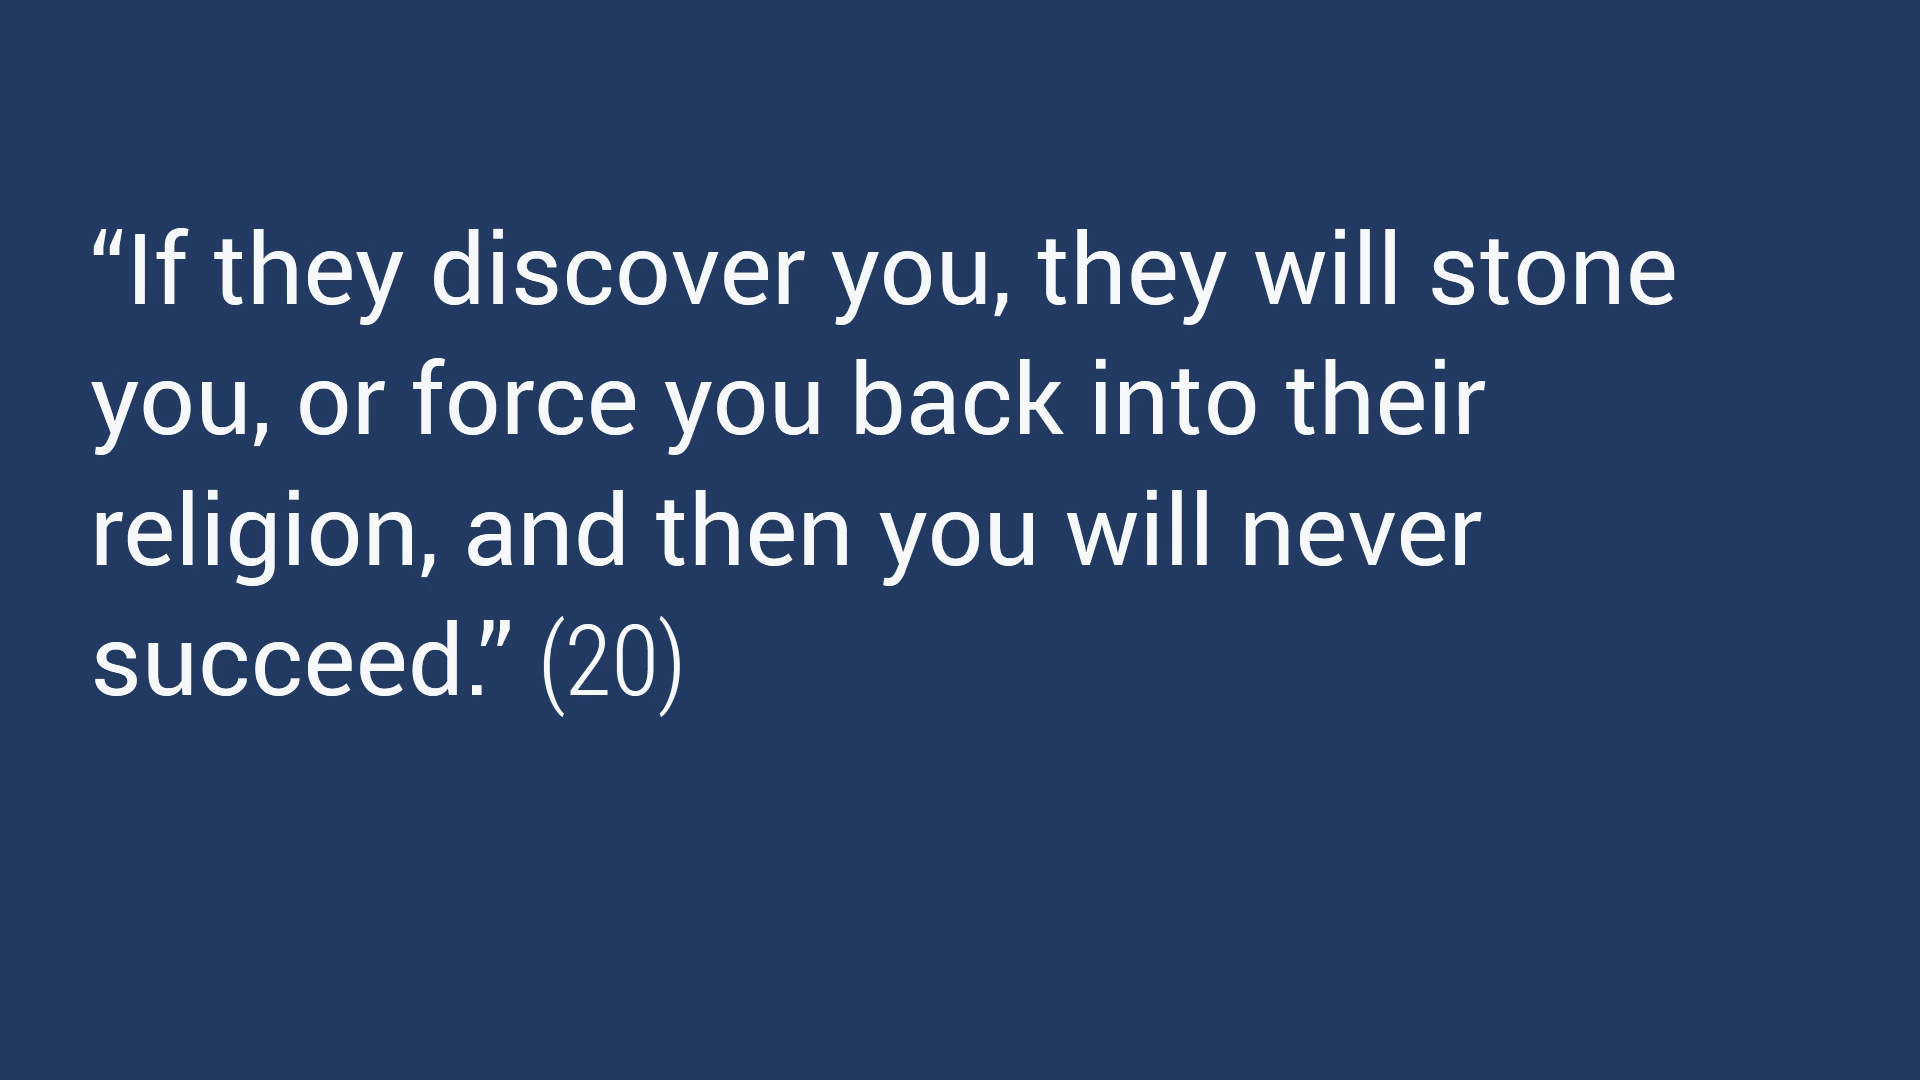 “If they discover you, they will stone
you, or force you back into their
religion, and then you will never
succeed.” (20)